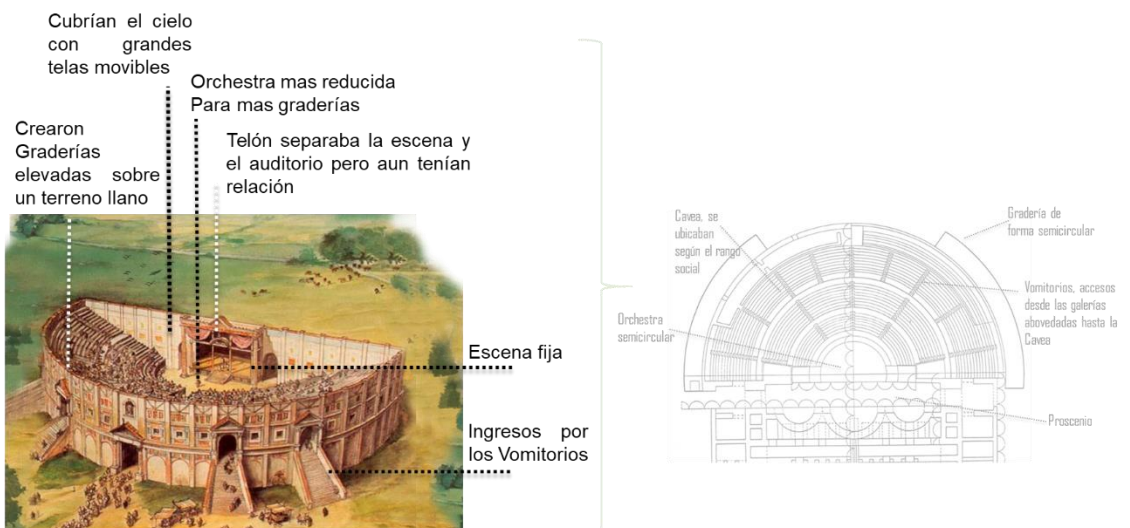 Cubrían el cielo
con grandes
telas movibles
Orchestra mas reducida
Para mas graderías
Crearon
Graderías
elevadas sobre
un terreno llano
Telón separaba la escena y
el auditorio pero aun tenían
relación
Escena fija
Ingresos por
los Vomitorios
Cavea, se
ubicaban
según el rango
social
Gradería de
forma semicircular
Vomitorios, accesos
desde las galerías
abovedadas hasta la
Cavea
Orchestra
semicircular
Proscenio